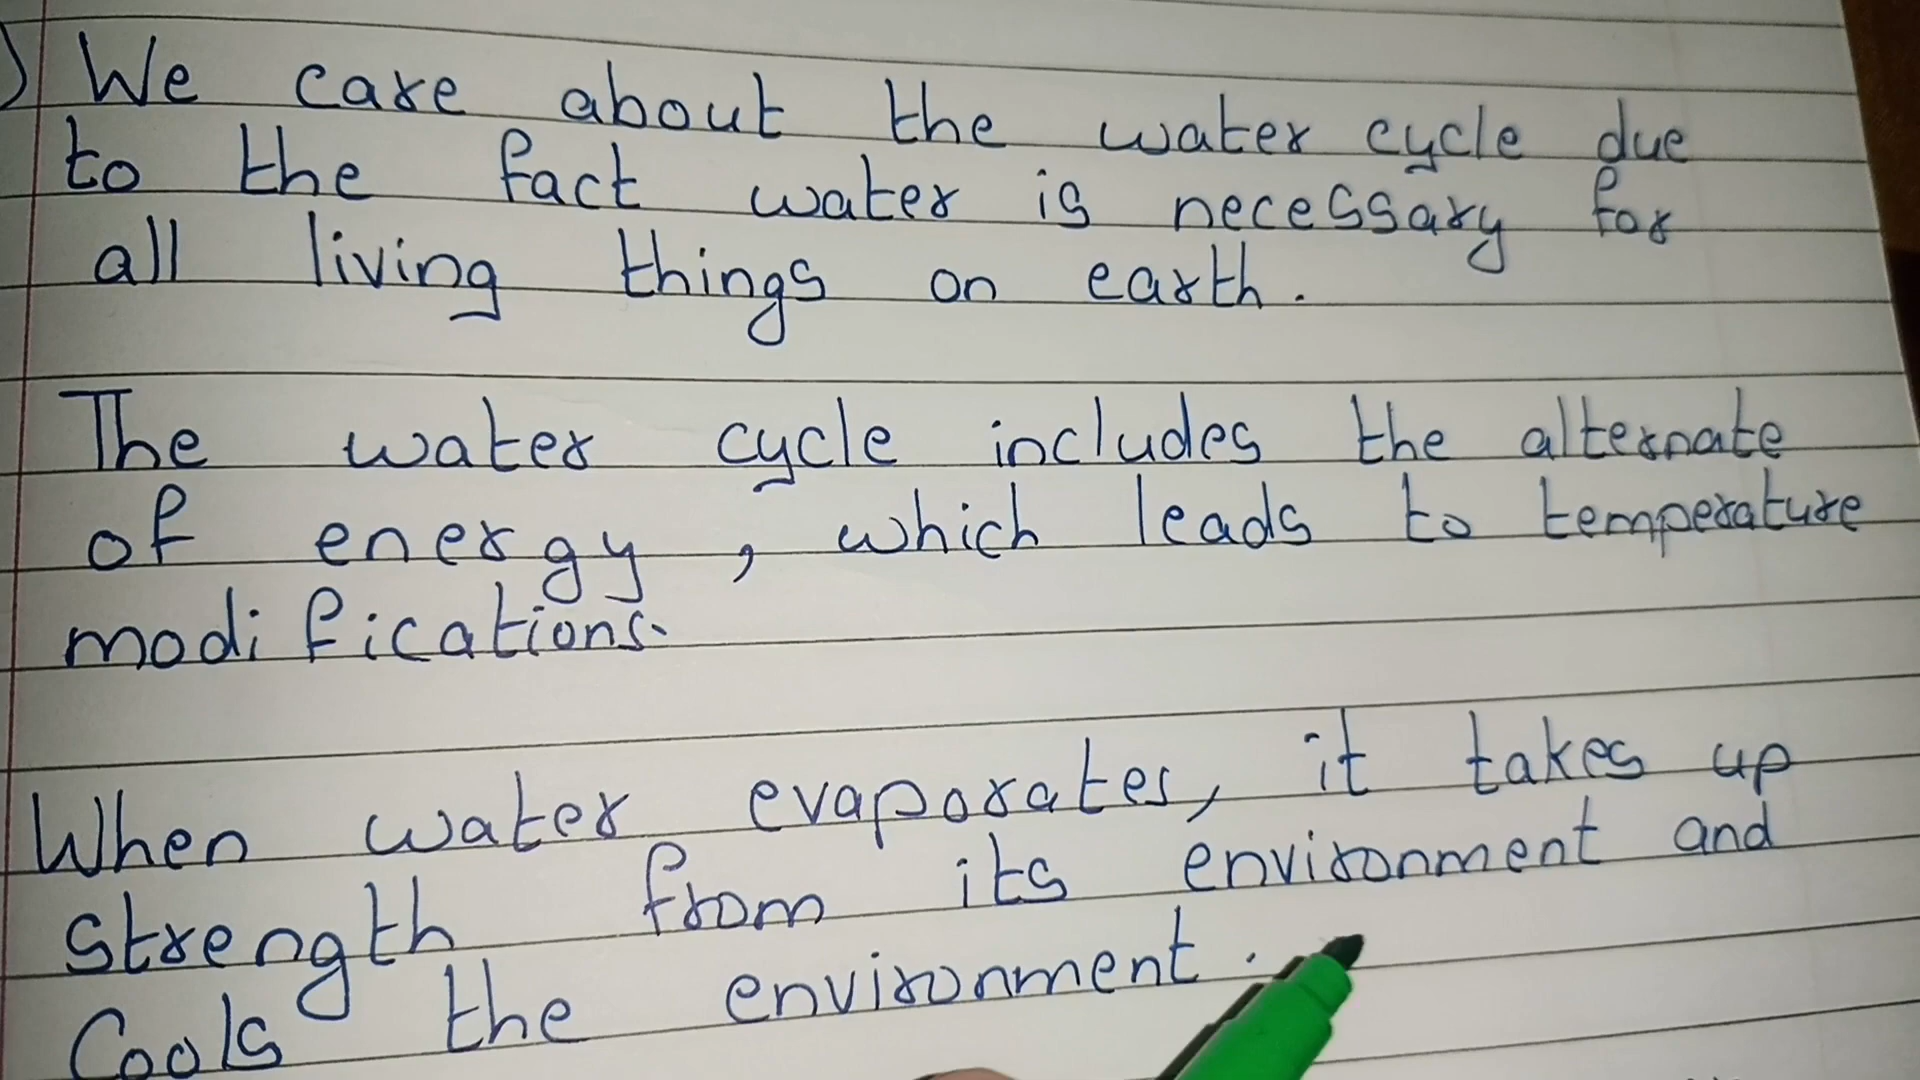 ) We care about the water cycle due
to the fact water is necessary for
all living things on earth.
The water cycle includes the alternate
of energy, which leads to temperature
modifications.
When water evaporates, it takes up
strength from its environment and
Cools the environment.